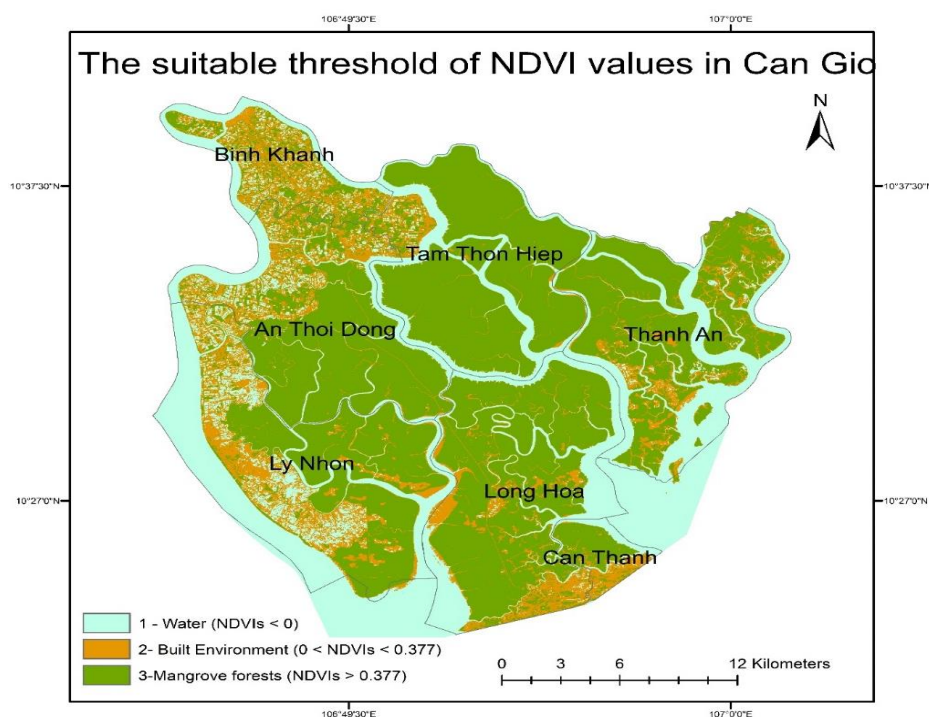 106°49'30"E 107°0'0"E
The suitable threshold of NDVI values in Can Gio
N
Binh Khanh
10°37'30"N 10°37'30"N
Tam Thon Hiep
An Thoi Dong Thanh An
Ly Nhon
Long Hoa
10°27'0"N 10°27'0"N
Can Thanh
1 - Water (NDVIs < 0)
2- Built Environment (0 < NDVIs < 0.377)
3-Mangrove forests (NDVIs > 0.377)
0 3 6 12 Kilometers
106°49'30"E 107°0'0"E